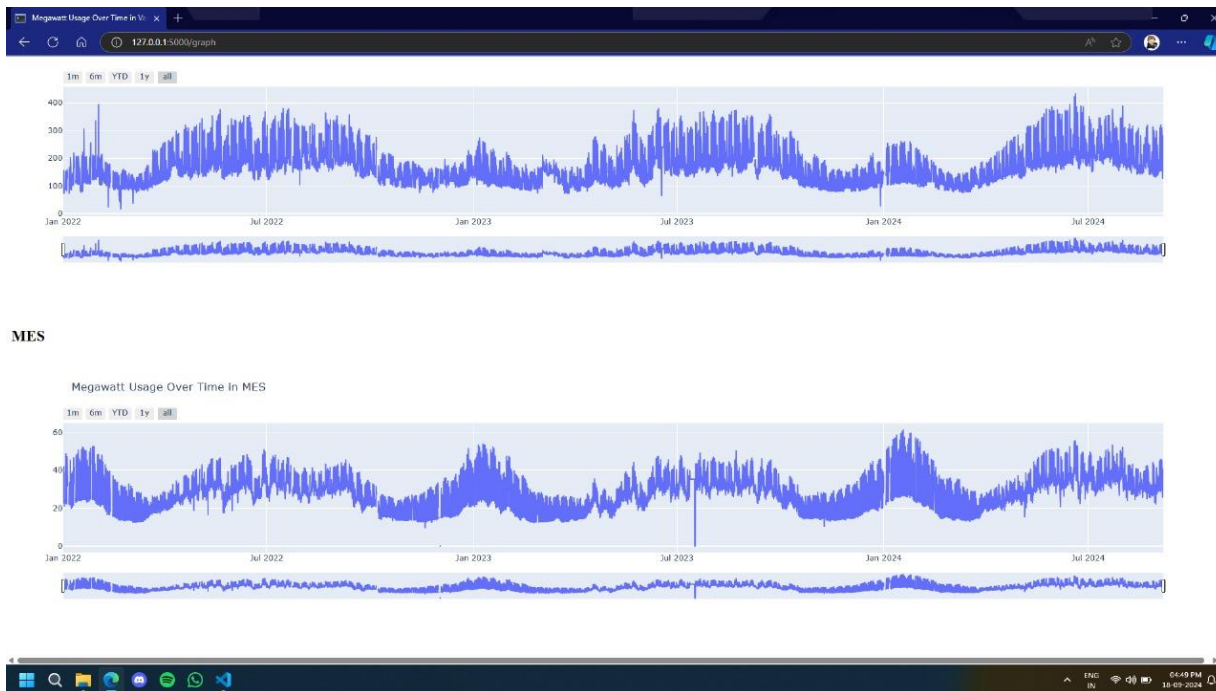 Megawatt Usage Over Time in V
127.0.0.1:5000/graph
1m 6m YTD 1y all
400
300
200
100
0
Jan 2022 Jul 2022 Jan 2023 Jul 2023 Jan 2024 Jul 2024
MES
Megawatt Usage Over Time in MES
1m 6m YTD 1y all
60
40
20
0
Jan 2022 Jul 2022 Jan 2023 Jul 2023 Jan 2024 Jul 2024
ENG 04:49 PM
IN 18-09-2024